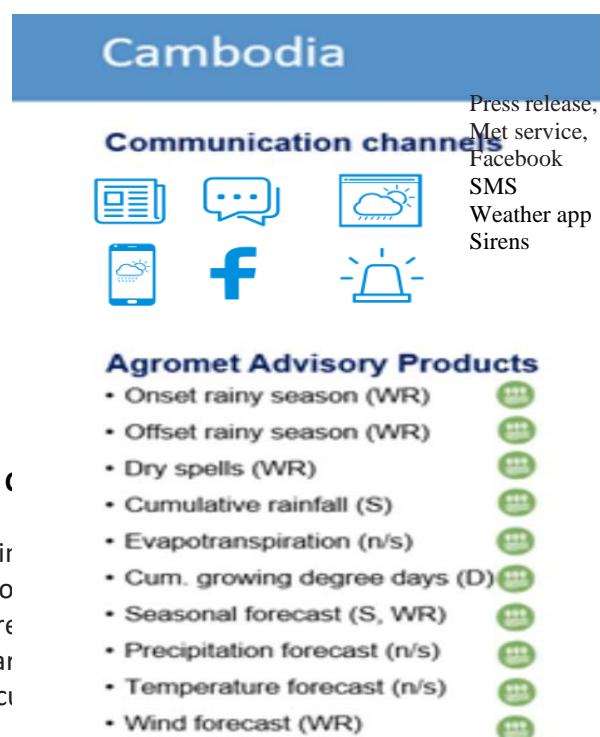 Cambodia
Press release,
Met service,
Facebook
SMS
Weather app
Sirens
Communication channels
Agromet Advisory Products
• Onset rainy season (WR)
• Offset rainy season (WR)
• Dry spells (WR)
• Cumulative rainfall (S)
• Evapotranspiration (n/s)
• Cum. growing degree days (D)
• Seasonal forecast (S, WR)
• Precipitation forecast (n/s)
• Temperature forecast (n/s)
• Wind forecast (WR)